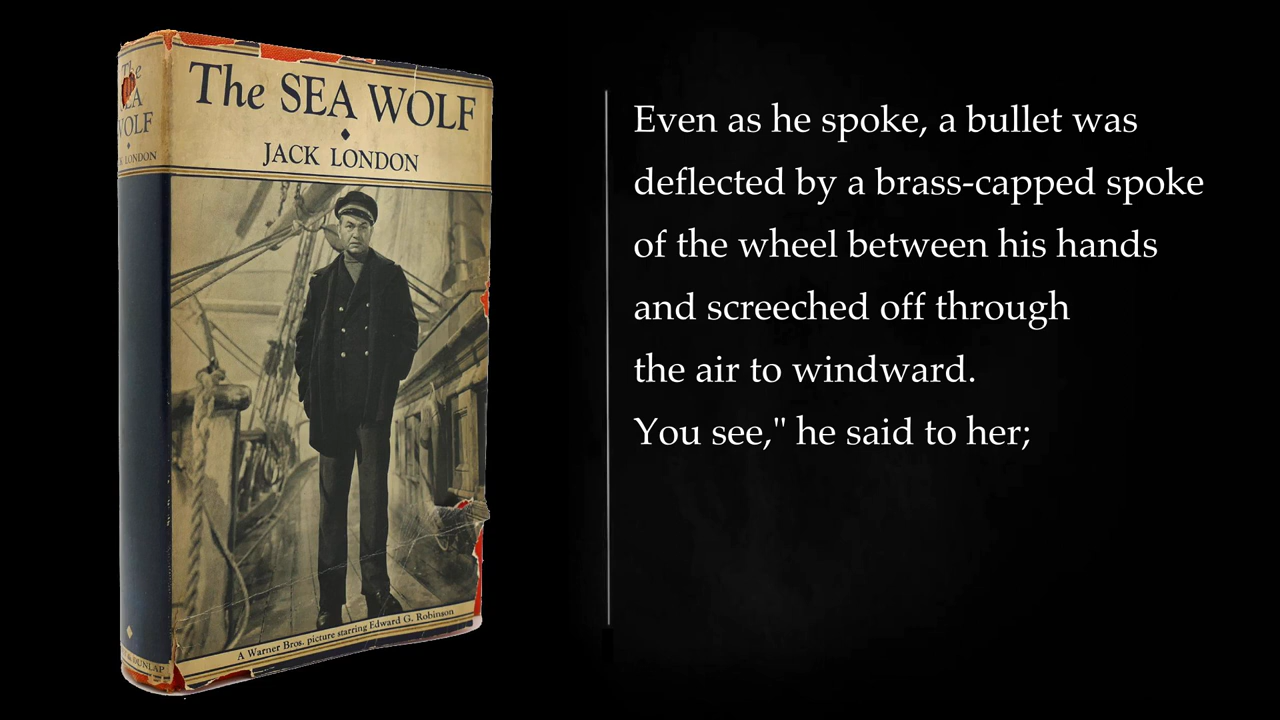 The
SEA
WOLF
LONDON
The SEA WOLF
JACK LONDON
A Warner Bros. picture starring Edward G. Robinson
DUNLAP
Even as he spoke, a bullet was
deflected by a brass-capped spoke
of the wheel between his hands
and screeched off through
the air to windward.
You see," he said to her;